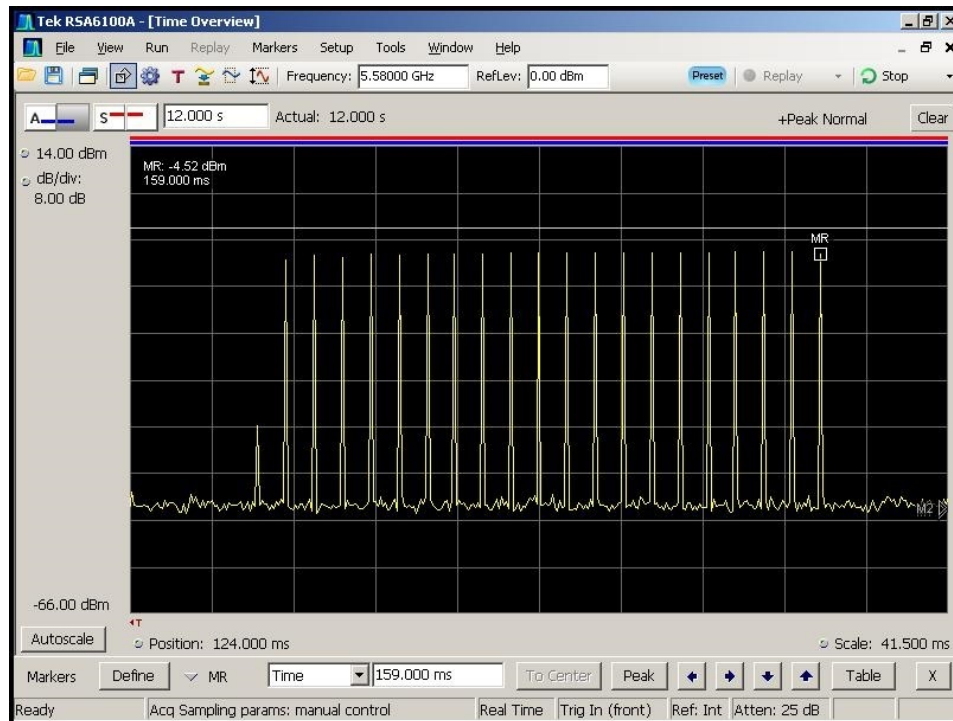 Tek RSA6100A - [Time Overview]
File View Run Replay Markers Setup Tools Window Help
Frequency: 5.58000 GHz RefLev: 0.00 dBm Preset Replay Stop
A S 12.000 s Actual: 12.000 s +Peak Normal Clear
14.00 dBm
dB/div:
8.00 dB
MR: -4.52 dBm
159.000 ms
MR
M2
-66.00 dBm
T
Autoscale Position: 124.000 ms Scale: 41.500 ms
Markers Define MR Time 159.000 ms To Center Peak Table X
Ready Acq Sampling params: manual control Real Time Trig In (front) Ref: Int Atten: 25 dB